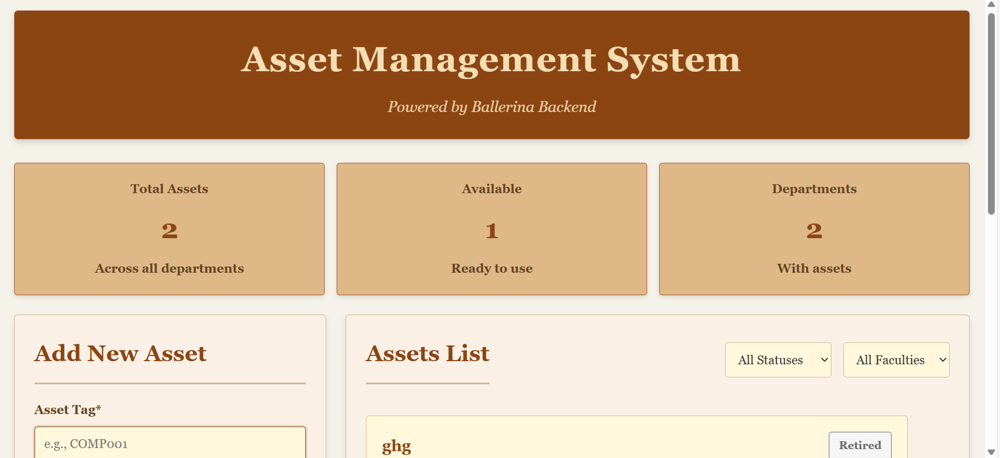 Asset Management System
Powered by Ballerina Backend
Total Assets
2
Across all departments
Available
1
Ready to use
Departments
2
With assets
Add New Asset
Asset Tag*
e.g., COMP001
Assets List
All Statuses
All Faculties
ghg
Retired